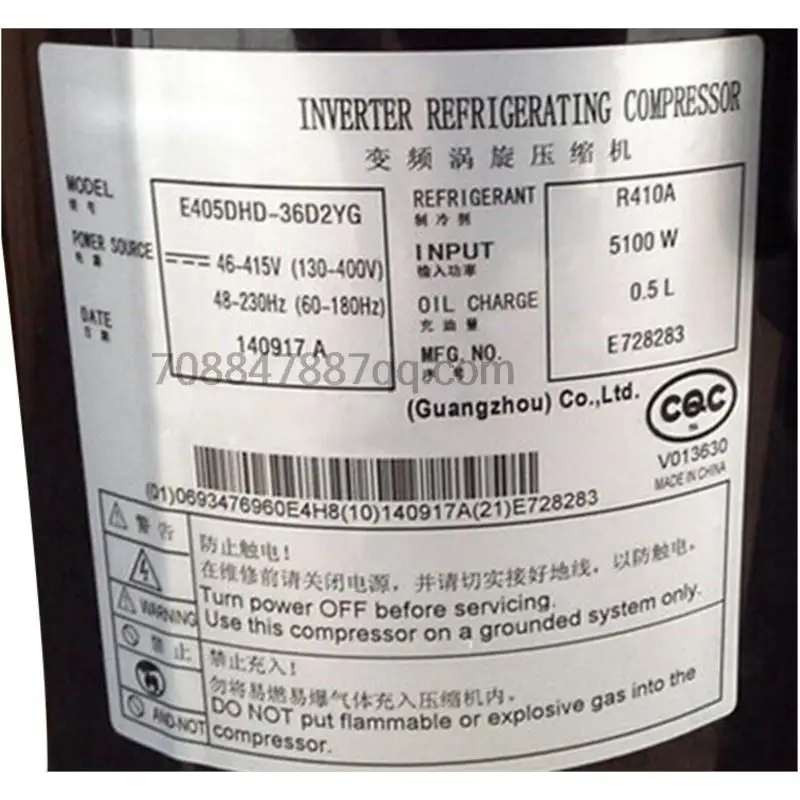 INVERTER REFRIGERATING COMPRESSOR
变频涡旋压缩机
MODEL
型号
E405DHD-36D2YG
POWER SOURCE
电源
46-415V (130-400V)
48-230Hz (60-180Hz)
DATE
日期
140917 A
REFRIGERANT
制冷剂
R410A
INPUT
输入功率
5100 W
OIL CHARGE
充油量
0.5 L
MFG.NO.
序号
E728283
708847887qq.com
(Guangzhou) Co.,Ltd.
CQC
V013630
MADE IN CHINA
(01)0693476960E4H8(10)140917A(21)E728283
警告
WARNING
防止触电!
在维修前请关闭电源，并请切实接好地线，以防触电。
Turn power OFF before servicing.
Use this compressor on a grounded system only.
禁止
AND-NOT
禁止充入!
勿将易燃易爆气体充入压缩机内。
DO NOT put flammable or explosive gas into the
compressor.